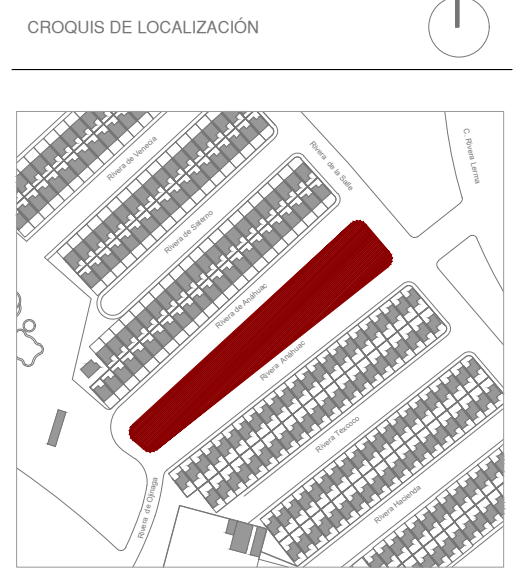 CROQUIS DE LOCALIZACIÓN
C. Rivera Lerma
Rivera de Venecia
Rivera de la Salle
Rivera de Salerno
Rivera de Anáhuac
Rivera Anáhuac
Rivera Texcoco
Rivera Hacienda
Rivera de Ojinaga